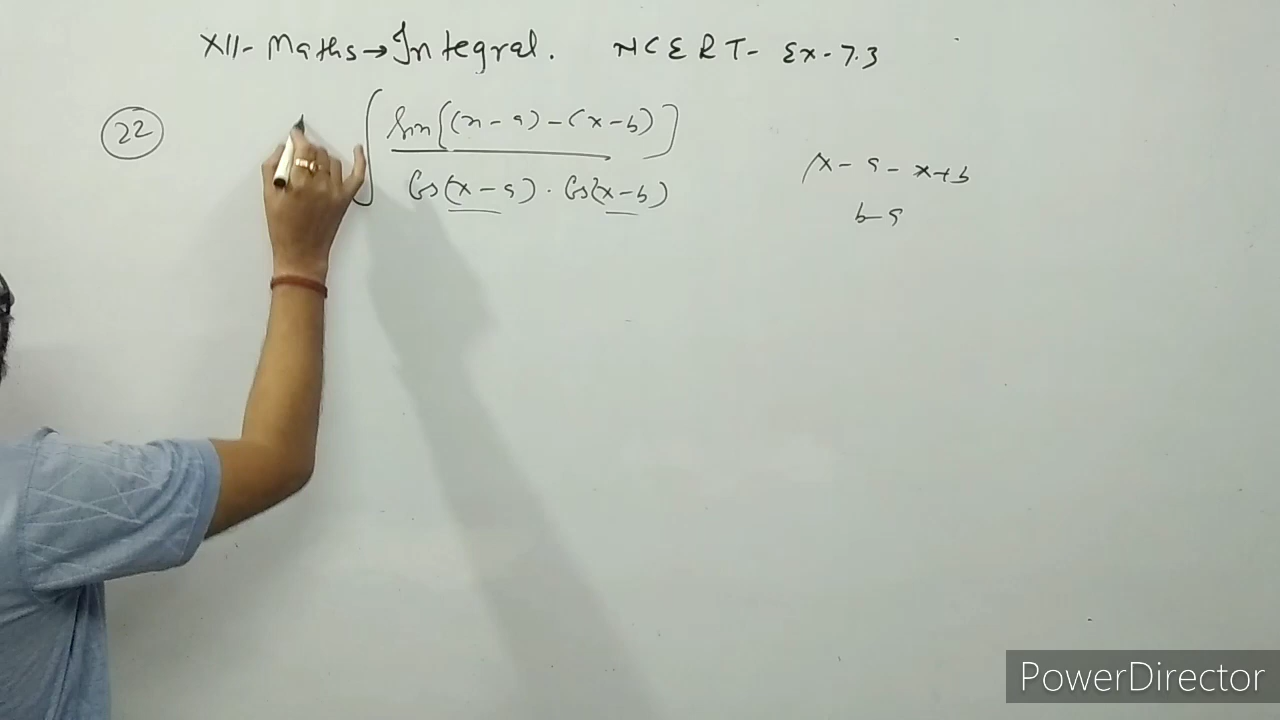 XII- Maths→Integral. NCERT- Ex-7.3
22
∫ Sin[(x-a)-(x-b)]
Cos(x-a) . Cos(x-b)
x-a-x+b
b-a
PowerDirector